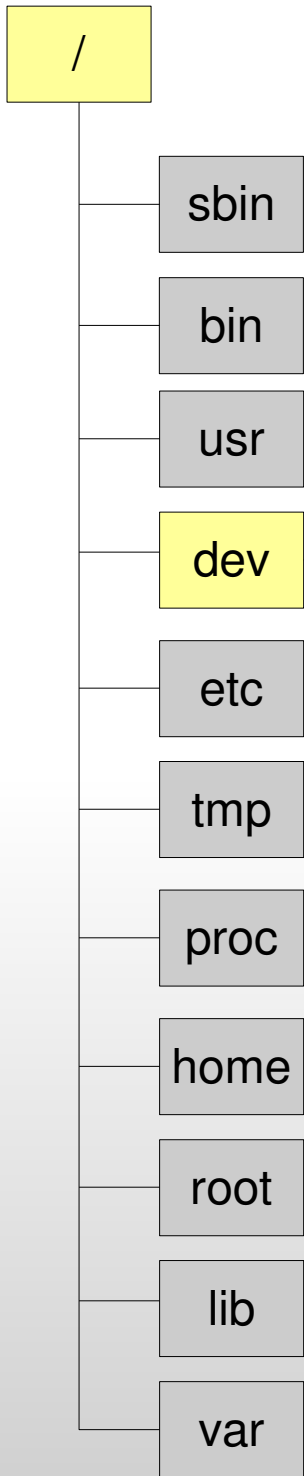 /
sbin
bin
usr
dev
etc
tmp
proc
home
root
lib
var